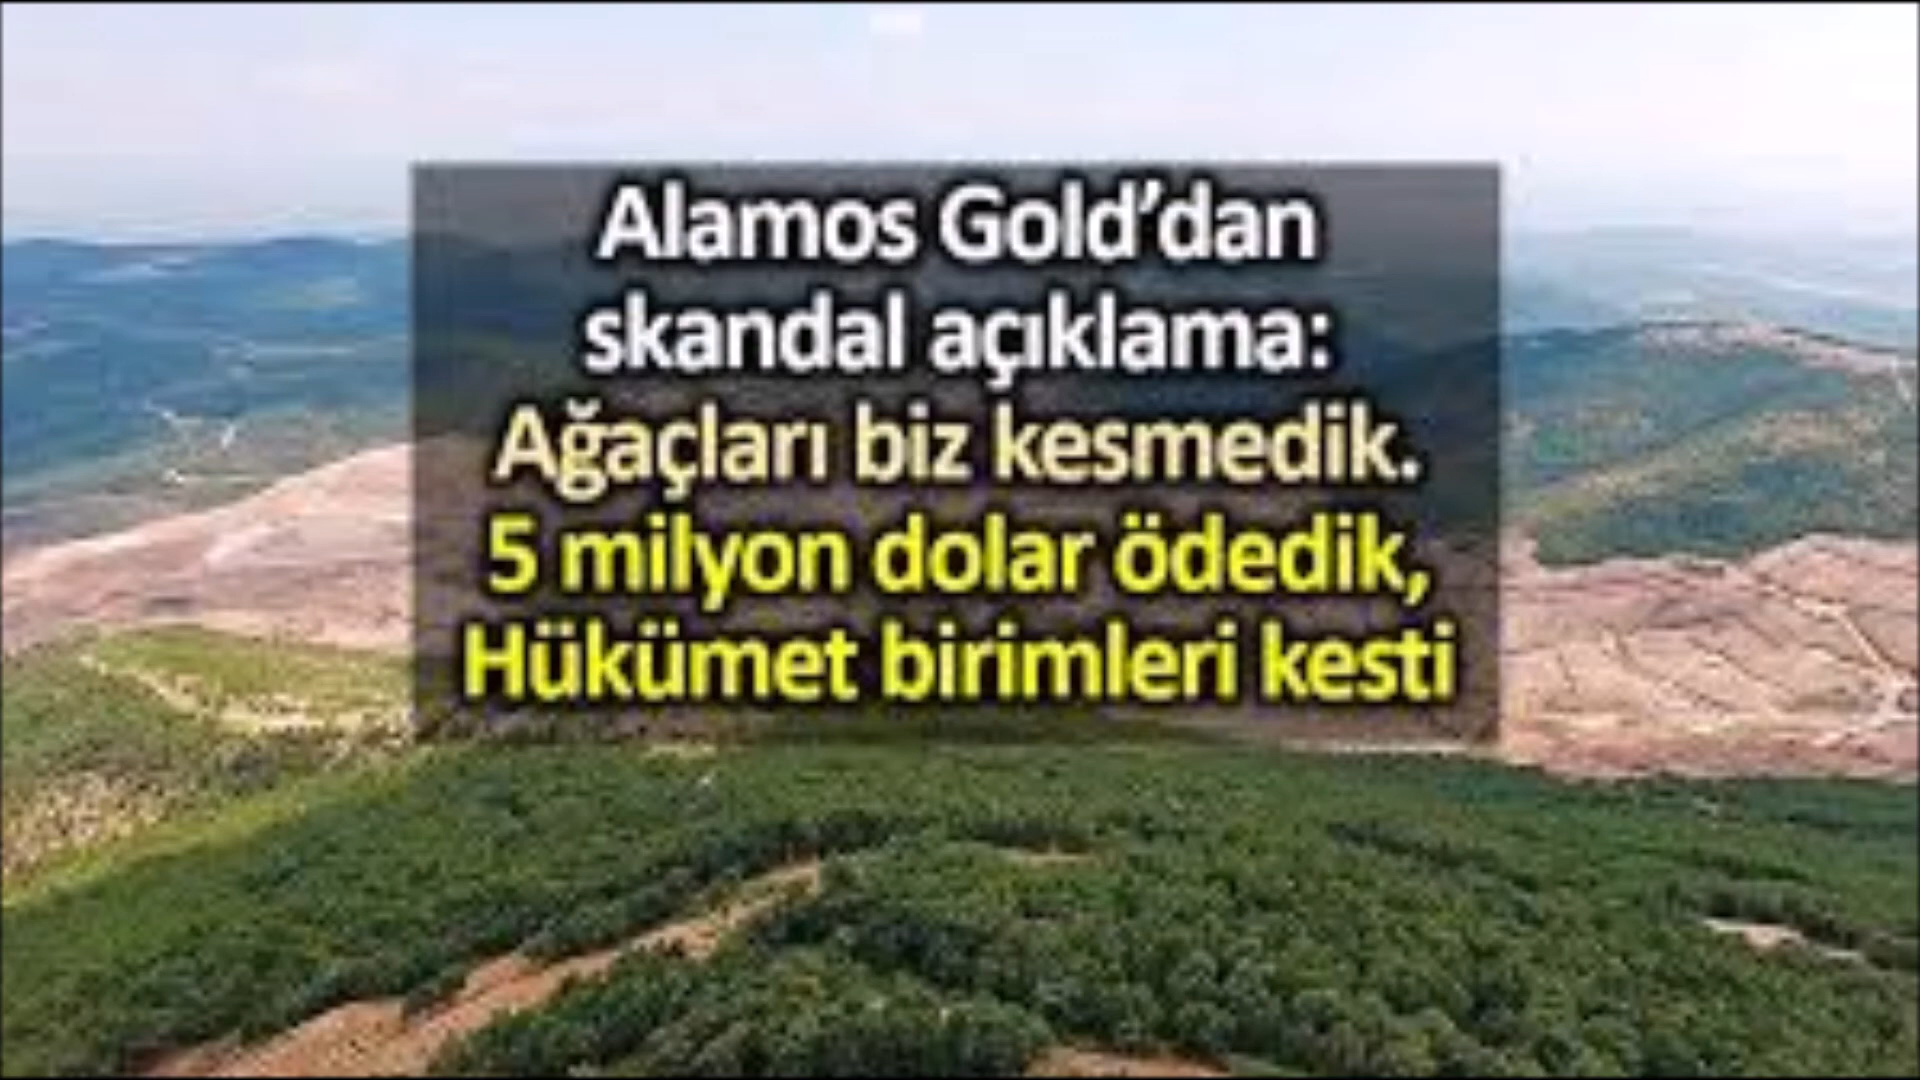 Alamos Gold’dan
skandal açıklama:
Ağaçları biz kesmedik.
5 milyon dolar ödedik,
Hükümet birimleri kesti